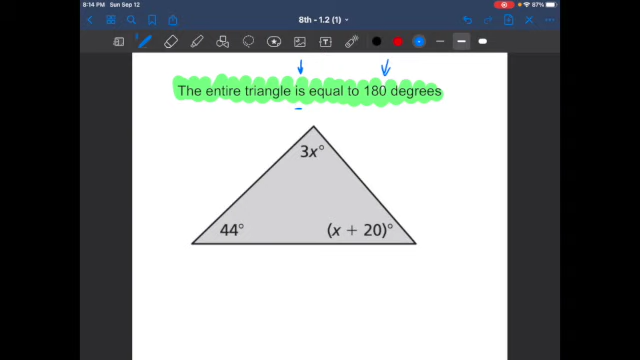 8:14 PM Sun Sep 12
87%
8th - 1.2 (1)
The entire triangle is equal to 180 degrees
3x°
44°
(x + 20)°